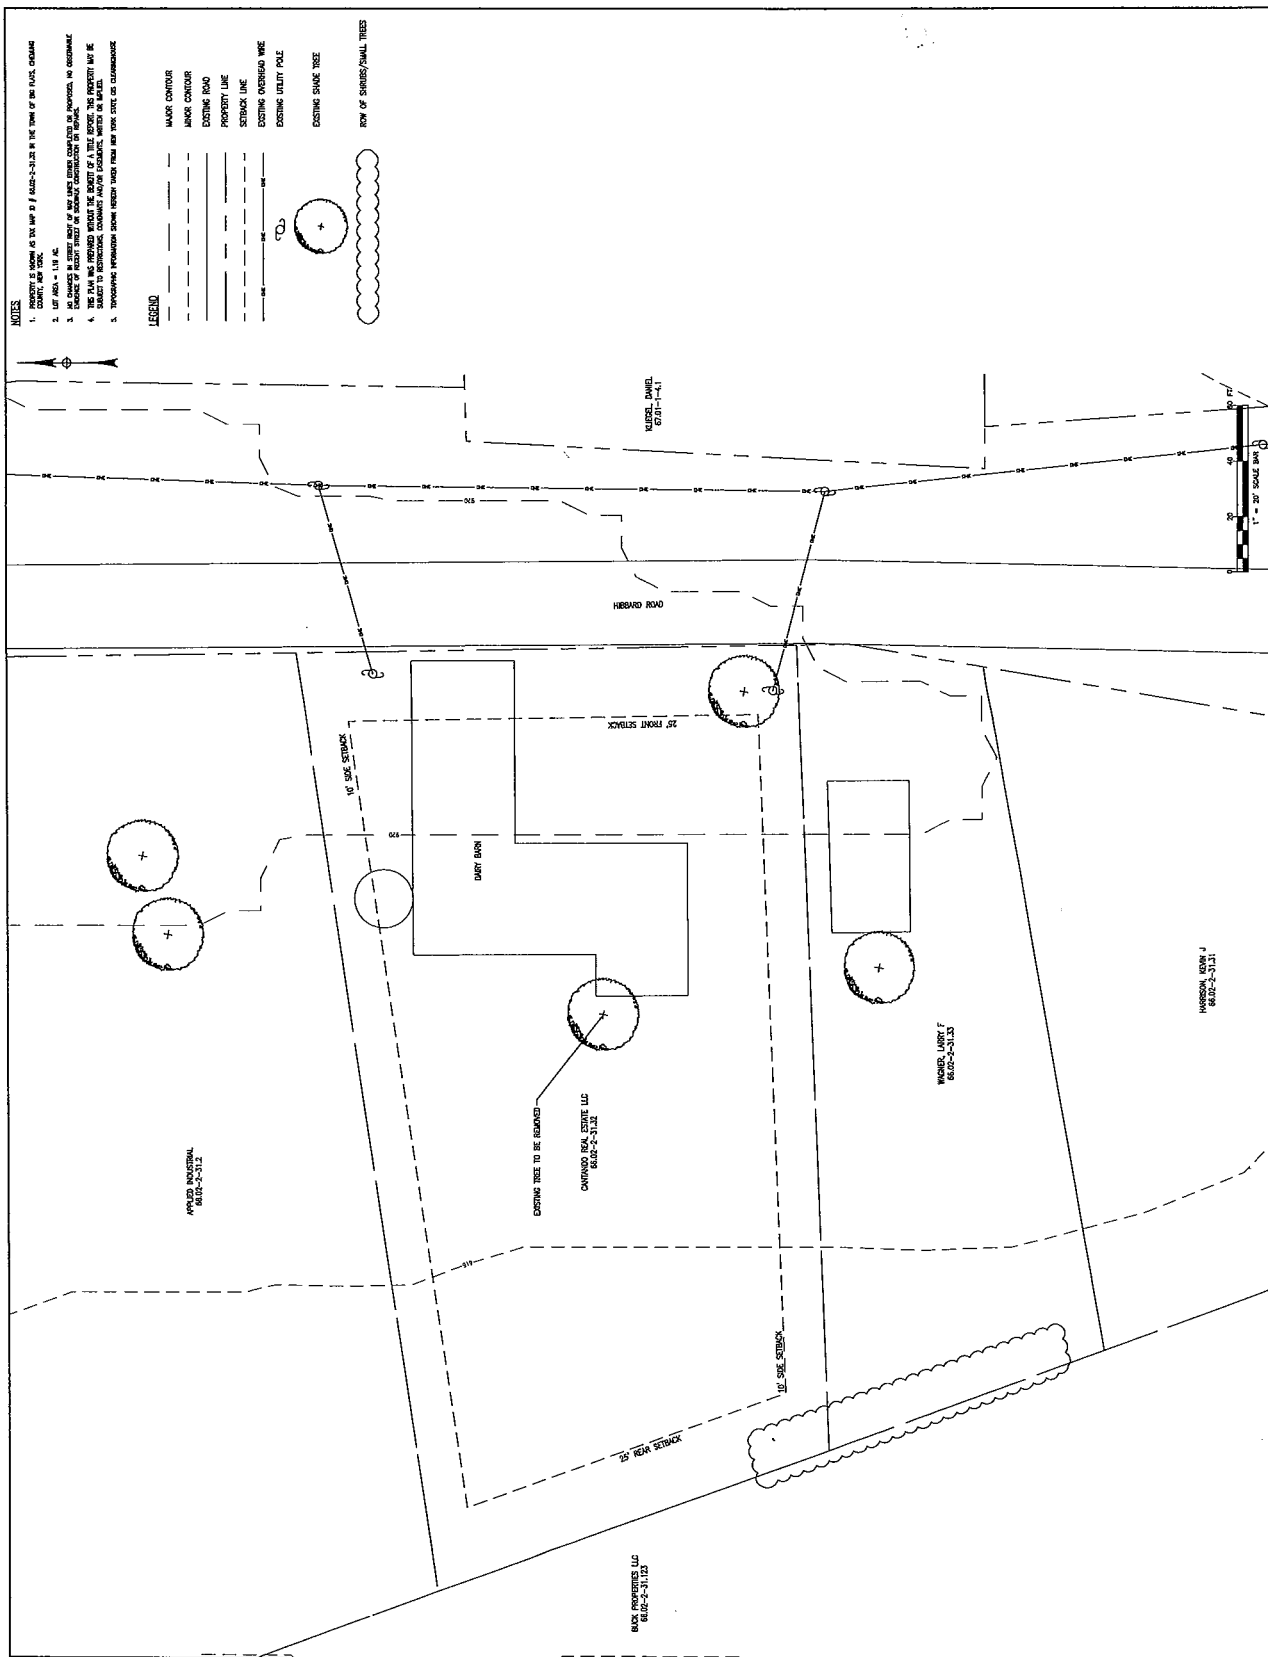 NOTES
1. PROPERTY IS KNOWN AS TAX MAP ID # 66.02-2-31.32 IN THE TOWN OF BIG FLATS, CHEMUNG
COUNTY, NEW YORK.
2. LOT AREA = 1.19 AC.
3. NO CHANGES IN STREET RIGHT OF WAY LINES EITHER COMPLETED OR PROPOSED, NO OBSERVABLE
EVIDENCE OF RECENT STREET OR SIDEWALK CONSTRUCTION OR REPAIRS.
4. THIS PLAN WAS PREPARED WITHOUT THE BENEFIT OF A TITLE REPORT. THIS PROPERTY MAY BE
SUBJECT TO RESTRICTIONS, COVENANTS AND/OR EASEMENTS, WRITTEN OR IMPLIED.
5. TOPOGRAPHIC INFORMATION SHOWN HEREON TAKEN FROM NEW YORK STATE GIS CLEARINGHOUSE
LEGEND
MAJOR CONTOUR
MINOR CONTOUR
EXISTING ROAD
PROPERTY LINE
SETBACK LINE
OHE OHE OHE EXISTING OVERHEAD WIRE
EXISTING UTILITY POLE
EXISTING SHADE TREE
ROW OF SHRUBS/SMALL TREES
KLIEGEL, DANIEL
67.01-1-4.1
920
HIBBARD ROAD
0 20 40 60 FT.
1" = 20' SCALE BAR
10' SIDE SETBACK
25' FRONT SETBACK
920
DAIRY BARN
EXISTING TREE TO BE REMOVED
CANTANDO REAL ESTATE LLC
66.02-2-31.32
APPLIED INDUSTRIAL
66.02-2-31.2
WAGNER, LARRY F
66.02-2-31.33
HARRISON, KEVIN J
66.02-2-31.31
10' SIDE SETBACK
25' REAR SETBACK
BUCK PROPERTIES LLC
66.02-2-31.123